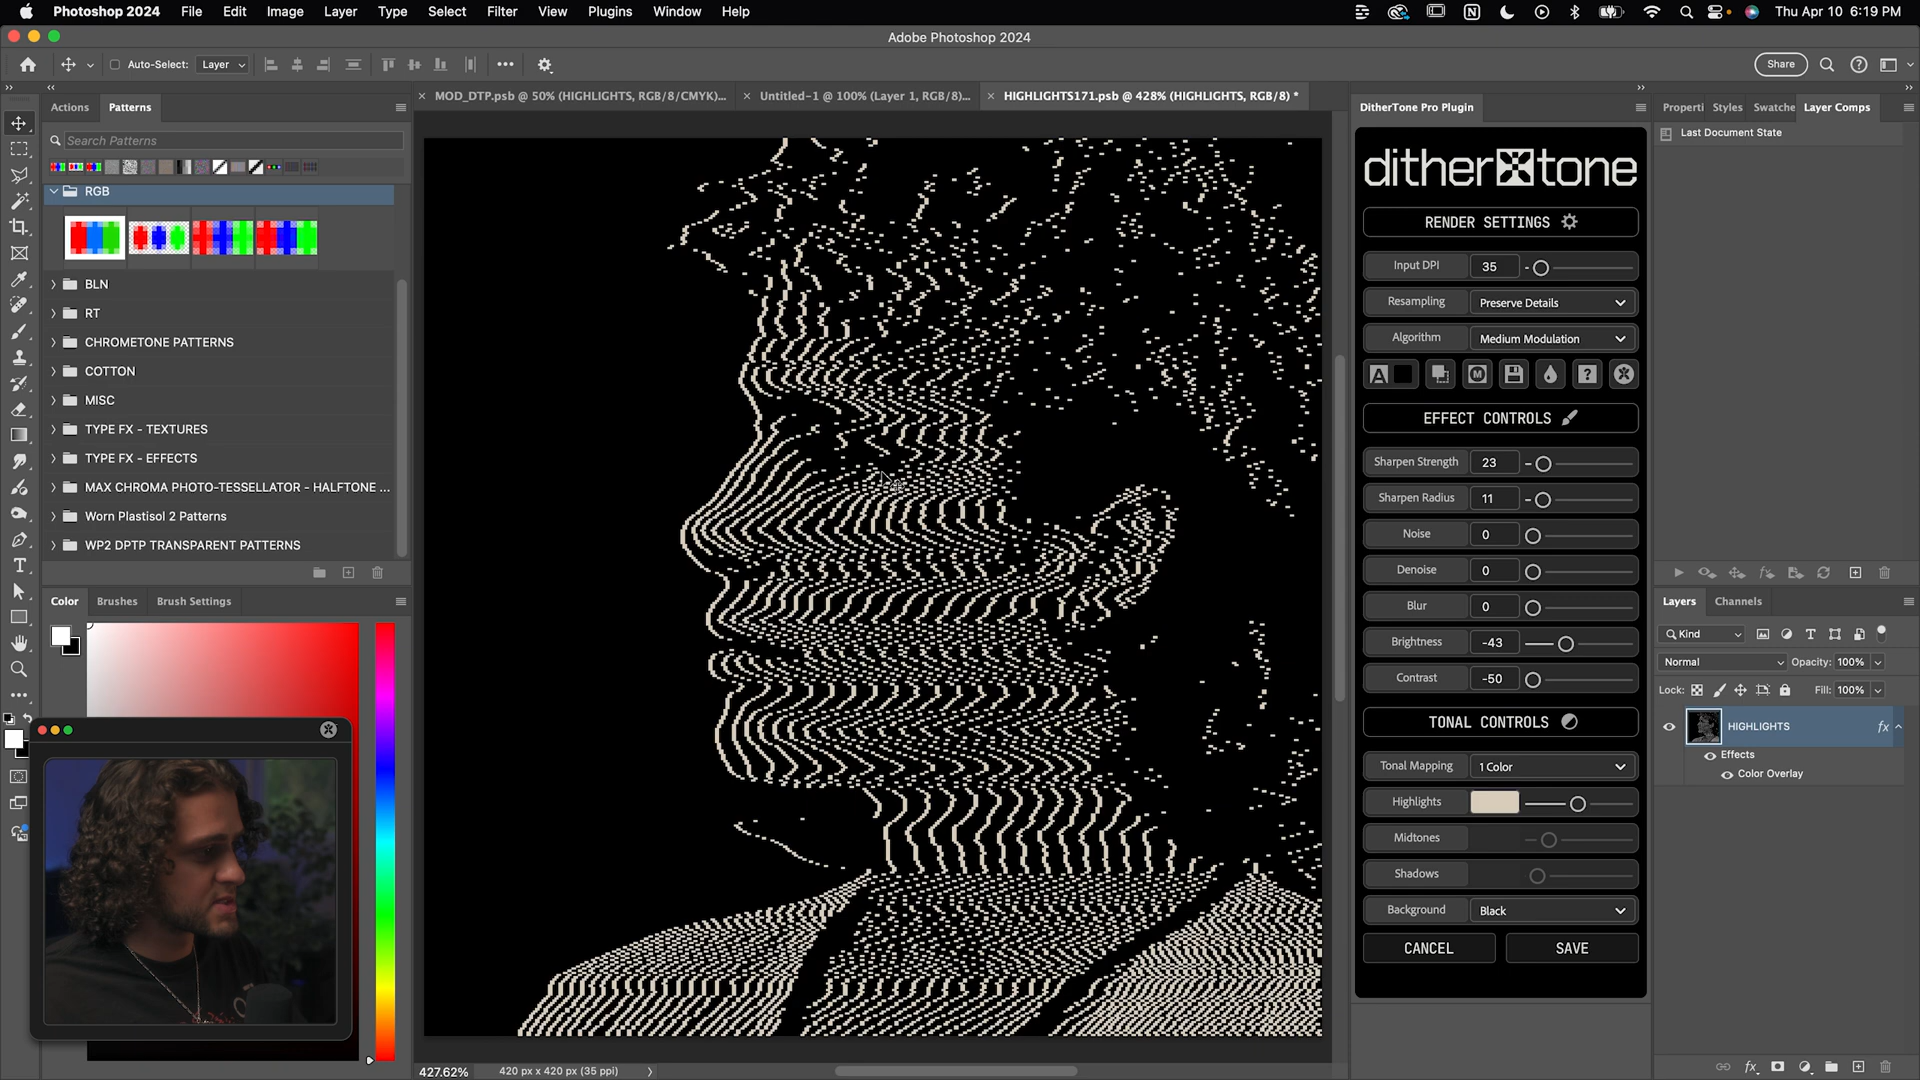 Photoshop 2024 File Edit Image Layer Type Select Filter View Plugins Window Help Thu Apr 10 6:19 PM
Adobe Photoshop 2024
Auto-Select: Layer Share
MOD_DTP.psb @ 50% (HIGHLIGHTS, RGB/8/CMYK)... Untitled-1 @ 100% (Layer 1, RGB/8)... HIGHLIGHTS171.psb @ 428% (HIGHLIGHTS, RGB/8) *
Actions Patterns
Search Patterns
RGB
BLN
RT
CHROMETONE PATTERNS
COTTON
MISC
TYPE FX - TEXTURES
TYPE FX - EFFECTS
MAX CHROMA PHOTO-TESSELLATOR - HALFTONE ...
Worn Plastisol 2 Patterns
WP2 DPTP TRANSPARENT PATTERNS
Color Brushes Brush Settings
427.62% 420 px x 420 px (35 ppi)
DitherTone Pro Plugin
dither tone
RENDER SETTINGS
Input DPI 35
Resampling Preserve Details
Algorithm Medium Modulation
A M ?
EFFECT CONTROLS
Sharpen Strength 23
Sharpen Radius 11
Noise 0
Denoise 0
Blur 0
Brightness -43
Contrast -50
TONAL CONTROLS
Tonal Mapping 1 Color
Highlights
Midtones
Shadows
Background Black
CANCEL SAVE
Properti Styles Swatche Layer Comps
Last Document State
Layers Channels
Kind
Normal Opacity: 100%
Lock: Fill: 100%
HIGHLIGHTS fx
Effects
Color Overlay